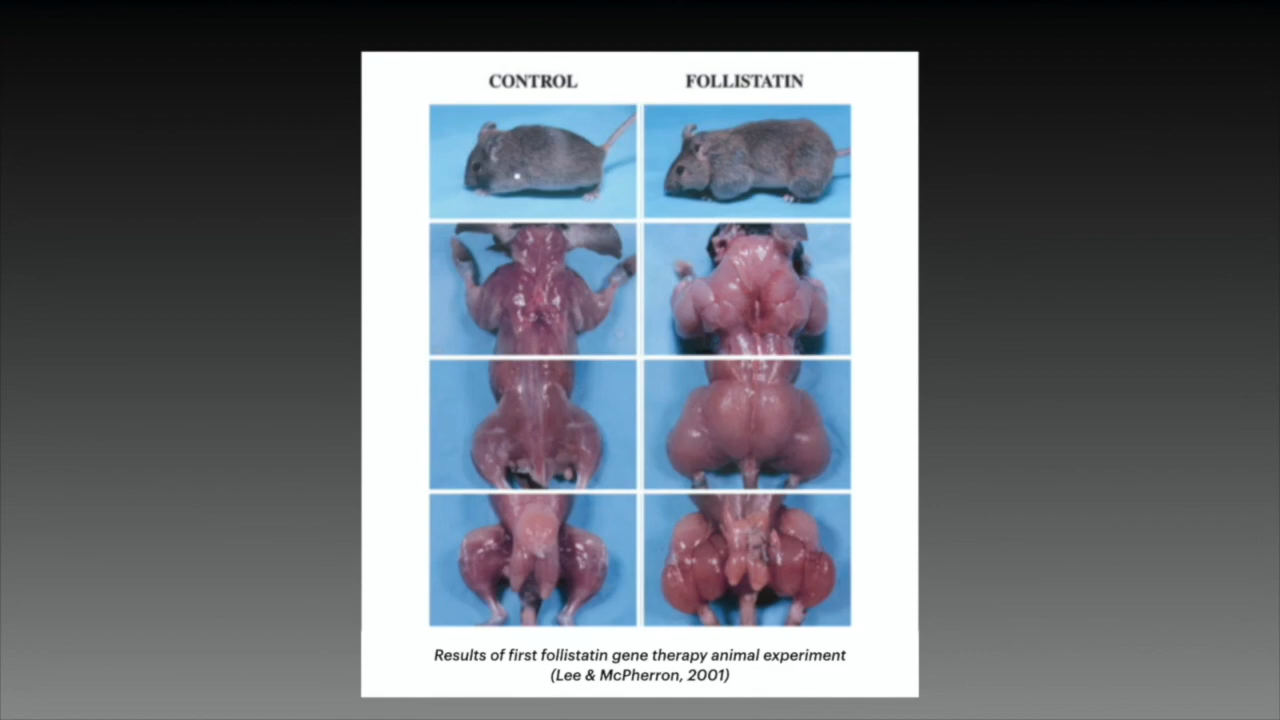 CONTROL FOLLISTATIN
Results of first follistatin gene therapy animal experiment
(Lee & McPherron, 2001)